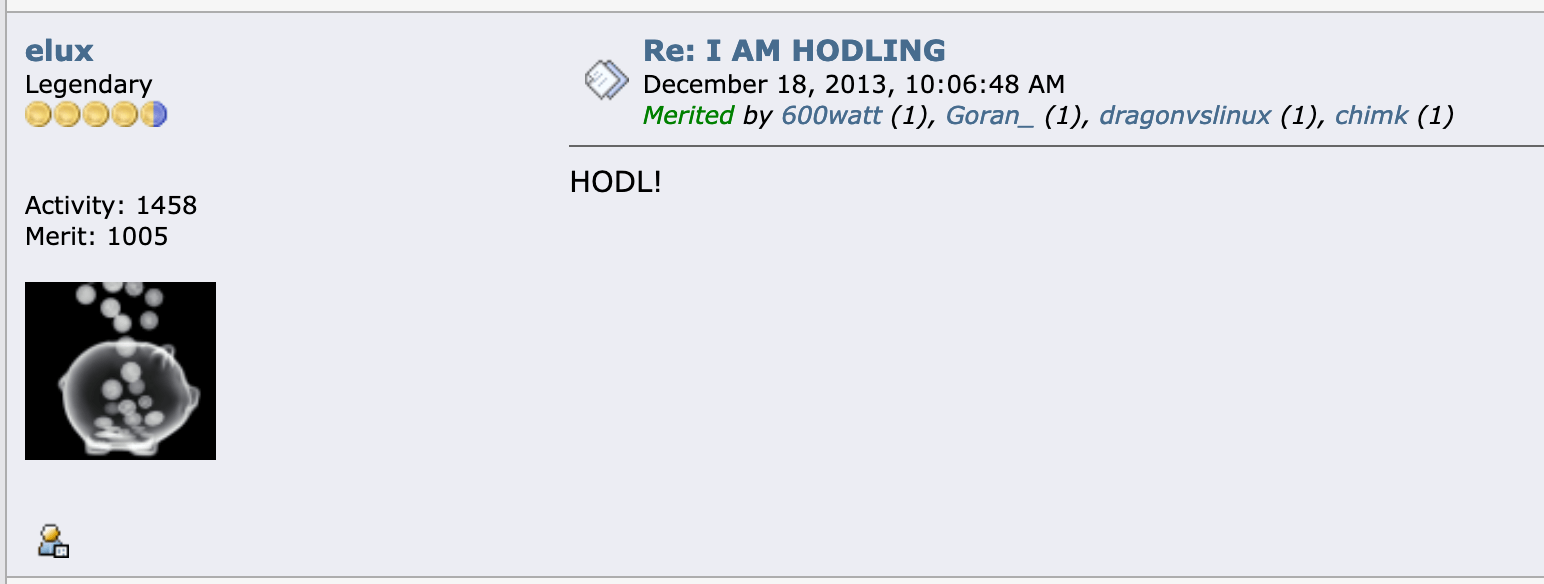 elux
Legendary
Activity: 1458
Merit: 1005
Re: I AM HODLING
December 18, 2013, 10:06:48 AM
Merited by 600watt (1), Goran_ (1), dragonvslinux (1), chimk (1)
HODL!